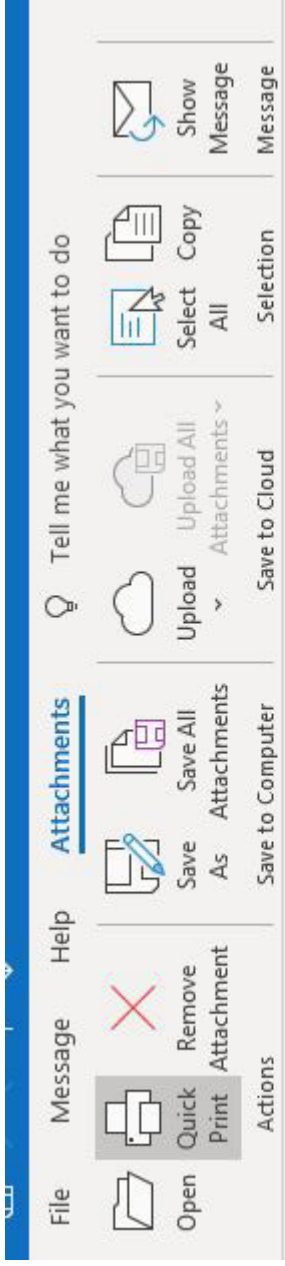 File Message Help Attachments Tell me what you want to do
Open Quick Print Remove Attachment Save As Save All Attachments Upload Upload All Attachments Select All Copy Show Message
Actions Save to Computer Save to Cloud Selection Message